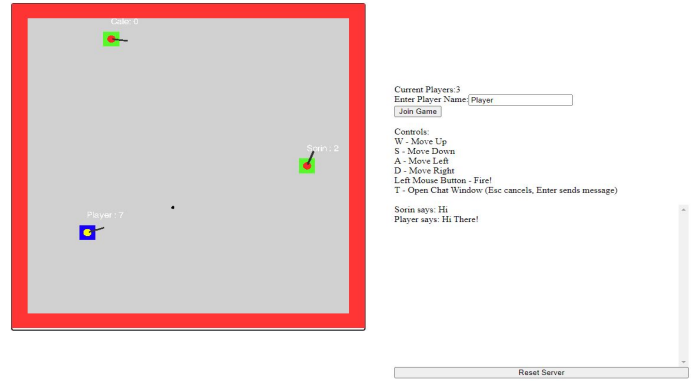 Cale: 0
Sorin : 2
Player : 7
Current Players:3
Enter Player Name: Player
Join Game
Controls:
W - Move Up
S - Move Down
A - Move Left
D - Move Right
Left Mouse Button - Fire!
T - Open Chat Window (Esc cancels, Enter sends message)
Sorin says: Hi
Player says: Hi There!
Reset Server